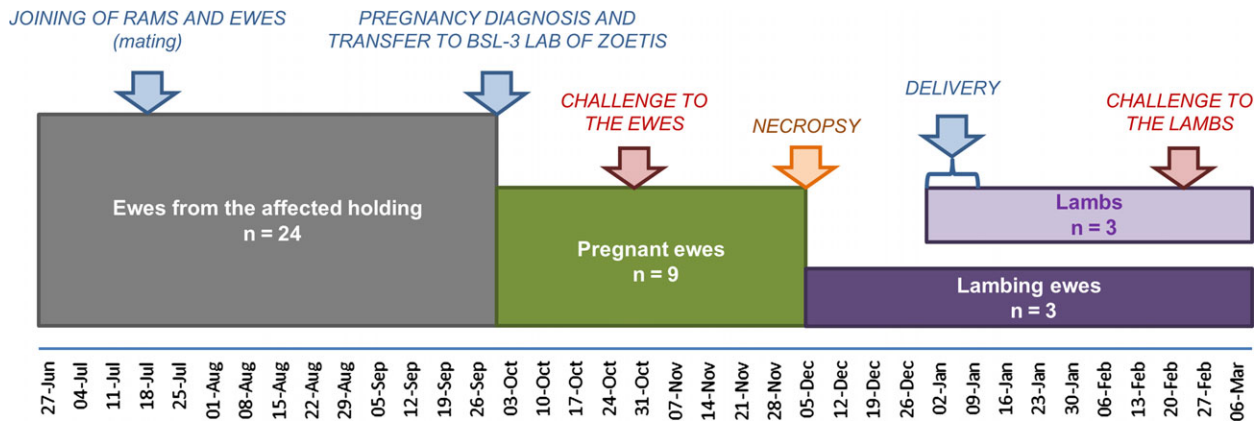 JOINING OF RAMS AND EWES
(mating)
PREGNANCY DIAGNOSIS AND
TRANSFER TO BSL-3 LAB OF ZOETIS
CHALLENGE TO
THE EWES
NECROPSY
DELIVERY
CHALLENGE TO
THE LAMBS
Ewes from the affected holding
n = 24
Pregnant ewes
n = 9
Lambs
n = 3
Lambing ewes
n = 3
27-Jun
04-Jul
11-Jul
18-Jul
25-Jul
01-Aug
08-Aug
15-Aug
22-Aug
29-Aug
05-Sep
12-Sep
19-Sep
26-Sep
03-Oct
10-Oct
17-Oct
24-Oct
31-Oct
07-Nov
14-Nov
21-Nov
28-Nov
05-Dec
12-Dec
19-Dec
26-Dec
02-Jan
09-Jan
16-Jan
23-Jan
30-Jan
06-Feb
13-Feb
20-Feb
27-Feb
06-Mar